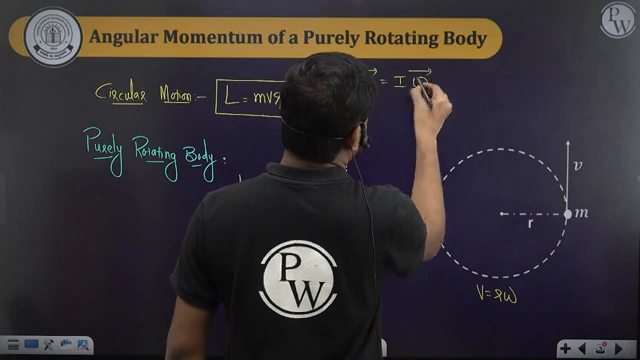 PW
Angular Momentum of a Purely Rotating Body
Circular Motion :- L = mvr = I ω
Purely Rotating Body :
v
m
r
V = rω
PW